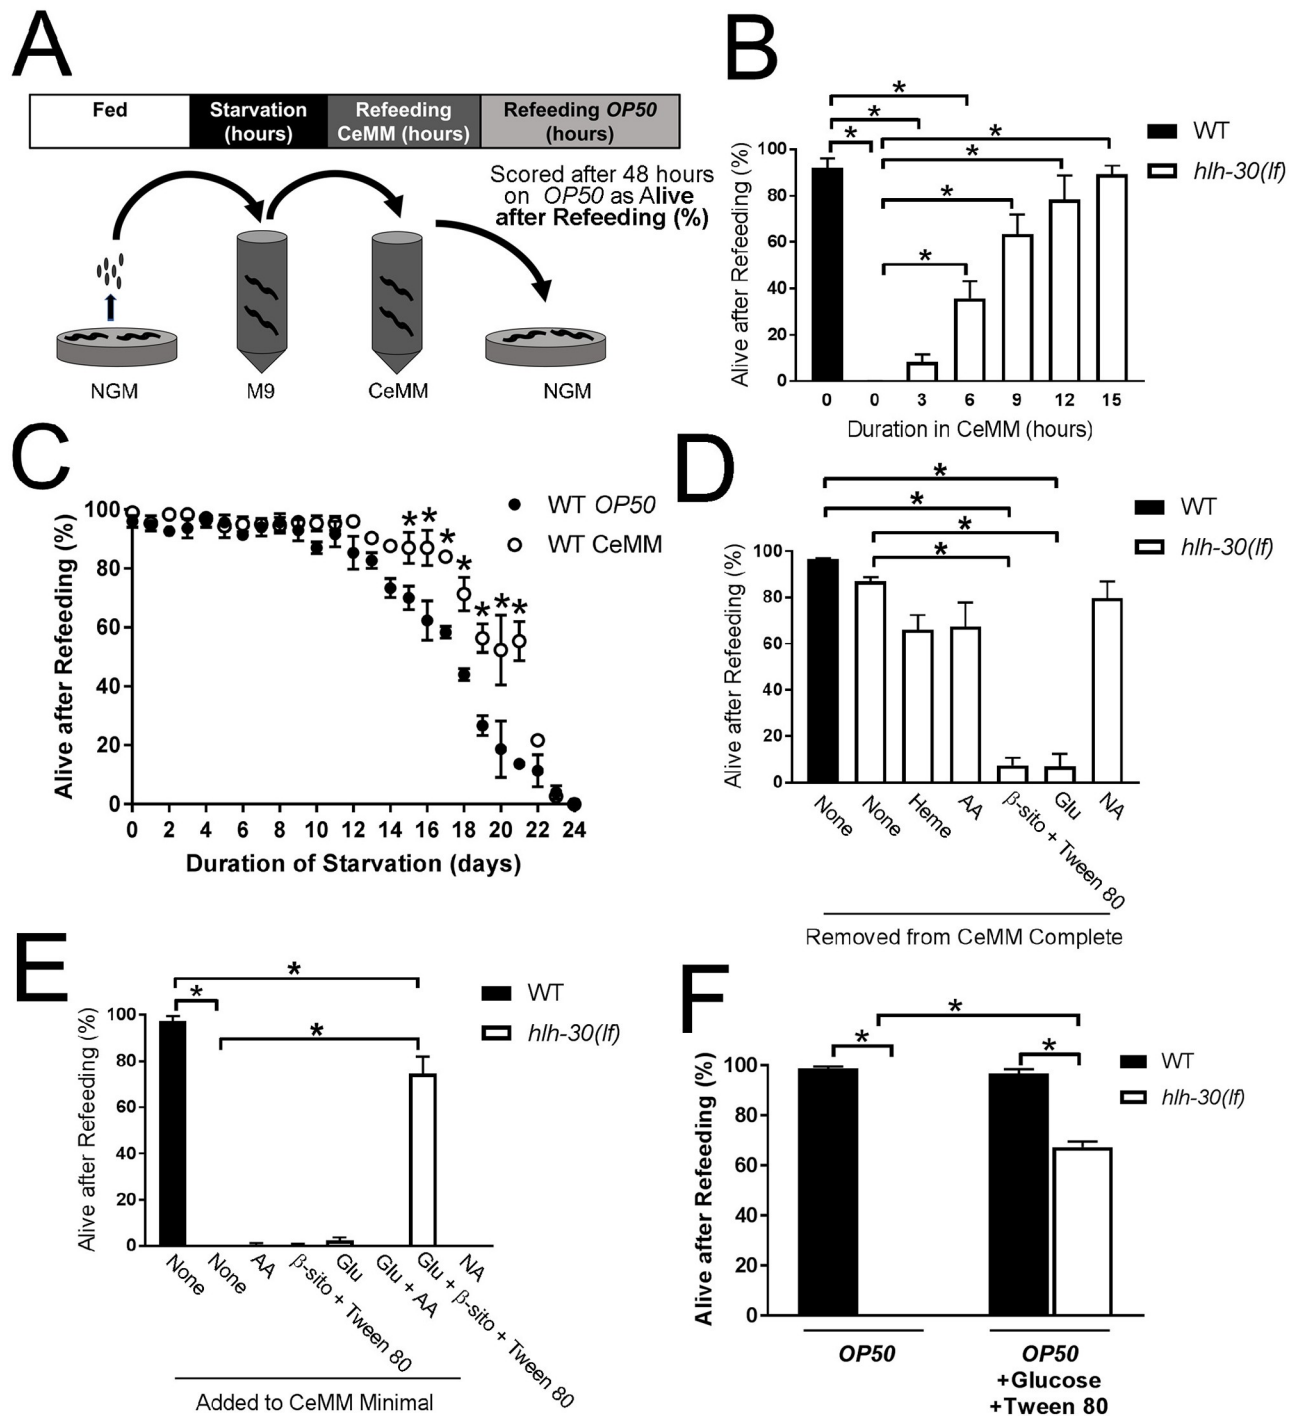 A
Fed
Starvation
(hours)
Refeeding
CeMM (hours)
Refeeding OP50
(hours)
Scored after 48 hours
on OP50 as Alive
after Refeeding (%)
NGM
M9
CeMM
NGM
B
WT
hlh-30(lf)
Alive after Refeeding (%)
100
80
60
40
20
0
* * * * * * *
0 0 3 6 9 12 15
Duration in CeMM (hours)
C
WT OP50
WT CeMM
Alive after Refeeding (%)
100
80
60
40
20
0
* * * * * * *
0 2 4 6 8 10 12 14 16 18 20 22 24
Duration of Starvation (days)
D
WT
hlh-30(lf)
Alive after Refeeding (%)
100
80
60
40
20
0
* * * *
None
None
Heme
AA
β-sito + Tween 80
Glu
NA
Removed from CeMM Complete
E
WT
hlh-30(lf)
Alive after Refeeding (%)
100
80
60
40
20
0
* * *
None
None
AA
β-sito + Tween 80
Glu
Glu + AA
Glu + β-sito + Tween 80
NA
Added to CeMM Minimal
F
WT
hlh-30(lf)
Alive after Refeeding (%)
100
80
60
40
20
0
* * *
OP50
OP50
+Glucose
+Tween 80